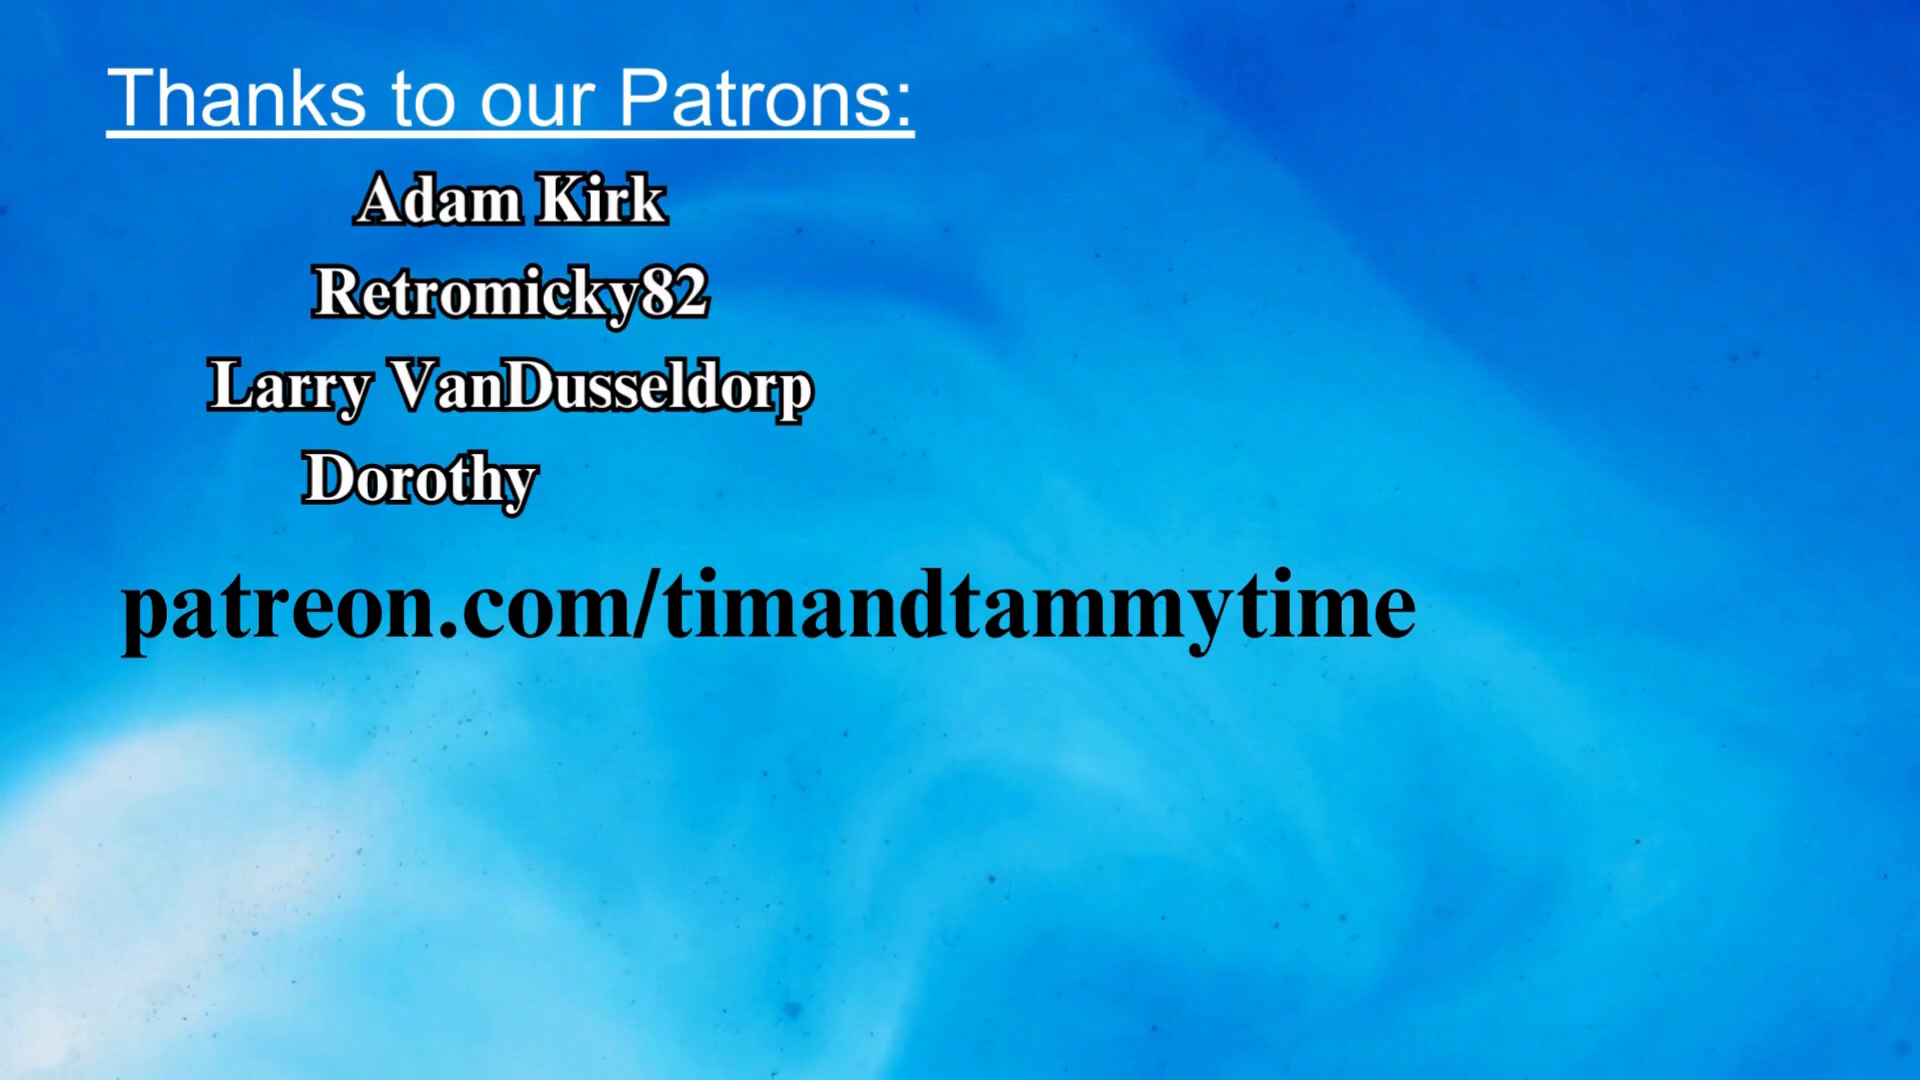 Thanks to our Patrons:
Adam Kirk
Retromicky82
Larry VanDusseldorp
Dorothy
patreon.com/timandtammytime